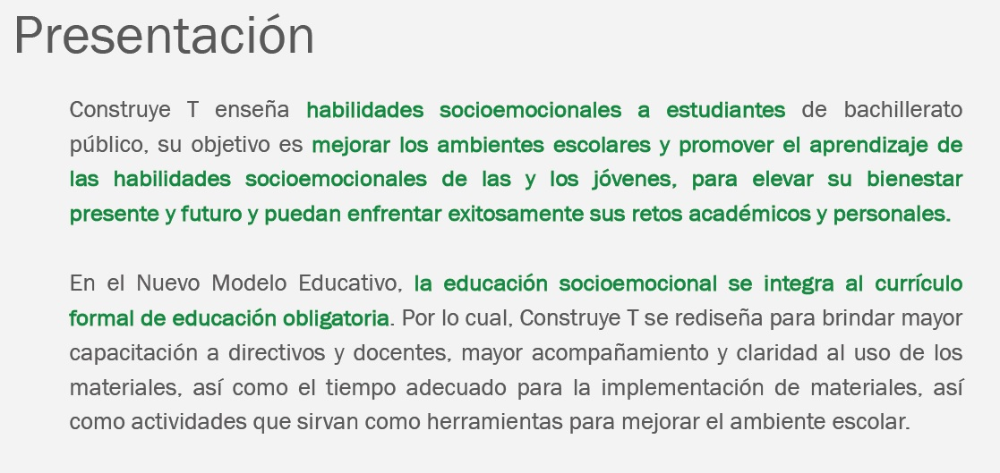 Presentación
Construye T enseña habilidades socioemocionales a estudiantes de bachillerato
público, su objetivo es mejorar los ambientes escolares y promover el aprendizaje de
las habilidades socioemocionales de las y los jóvenes, para elevar su bienestar
presente y futuro y puedan enfrentar exitosamente sus retos académicos y personales.
En el Nuevo Modelo Educativo, la educación socioemocional se integra al currículo
formal de educación obligatoria. Por lo cual, Construye T se rediseña para brindar mayor
capacitación a directivos y docentes, mayor acompañamiento y claridad al uso de los
materiales, así como el tiempo adecuado para la implementación de materiales, así
como actividades que sirvan como herramientas para mejorar el ambiente escolar.